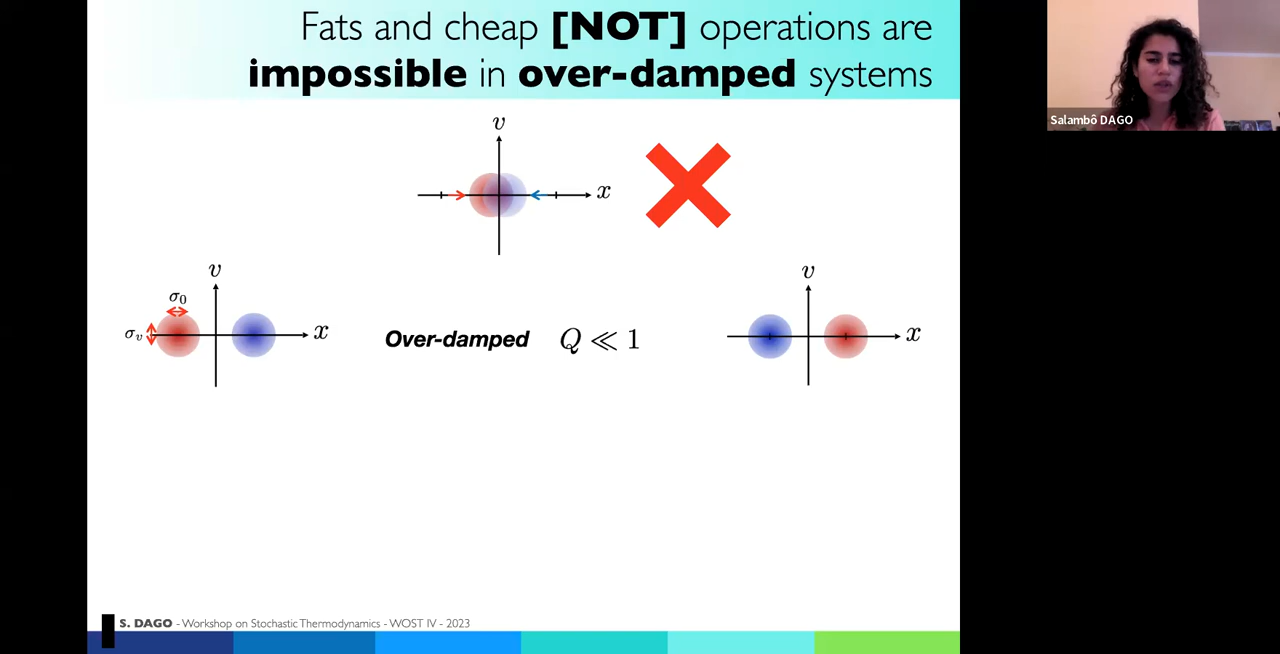 Fats and cheap [NOT] operations are
impossible in over-damped systems
Salambô DAGO
v
x
v
σ₀
σᵥ
x
Over-damped Q ≪ 1
v
x
S. DAGO - Workshop on Stochastic Thermodynamics - WOST IV - 2023